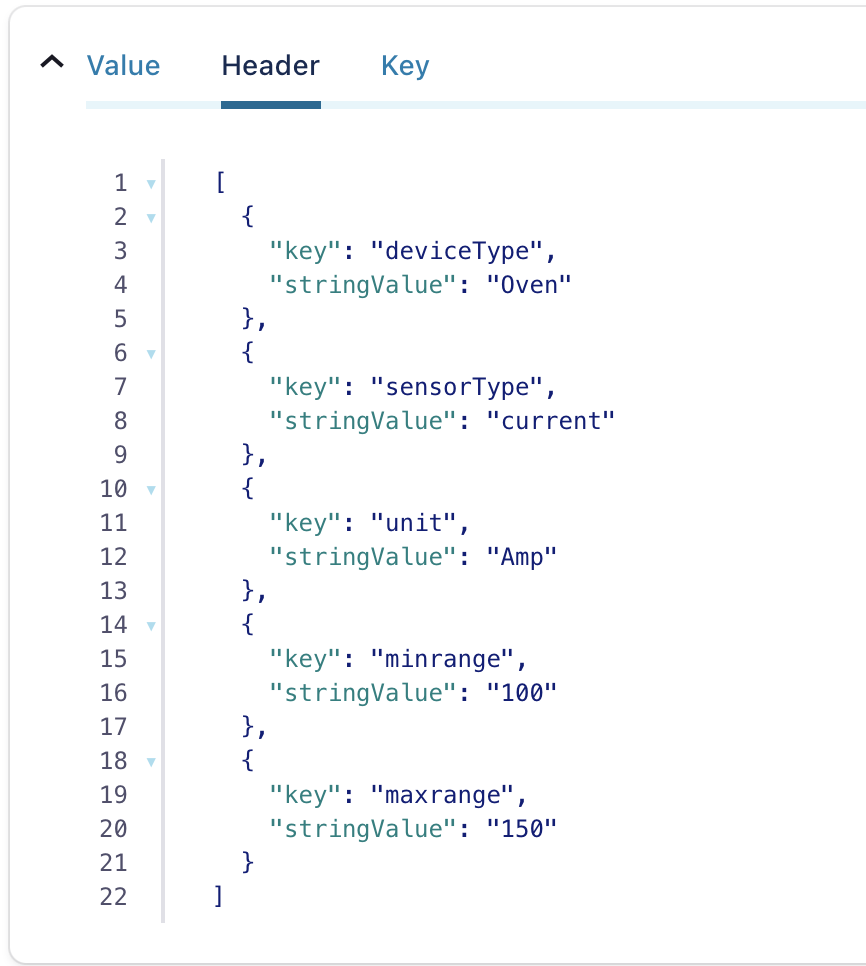 Value Header Key
1 [
2 {
3 "key": "deviceType",
4 "stringValue": "Oven"
5 },
6 {
7 "key": "sensorType",
8 "stringValue": "current"
9 },
10 {
11 "key": "unit",
12 "stringValue": "Amp"
13 },
14 {
15 "key": "minrange",
16 "stringValue": "100"
17 },
18 {
19 "key": "maxrange",
20 "stringValue": "150"
21 }
22 ]